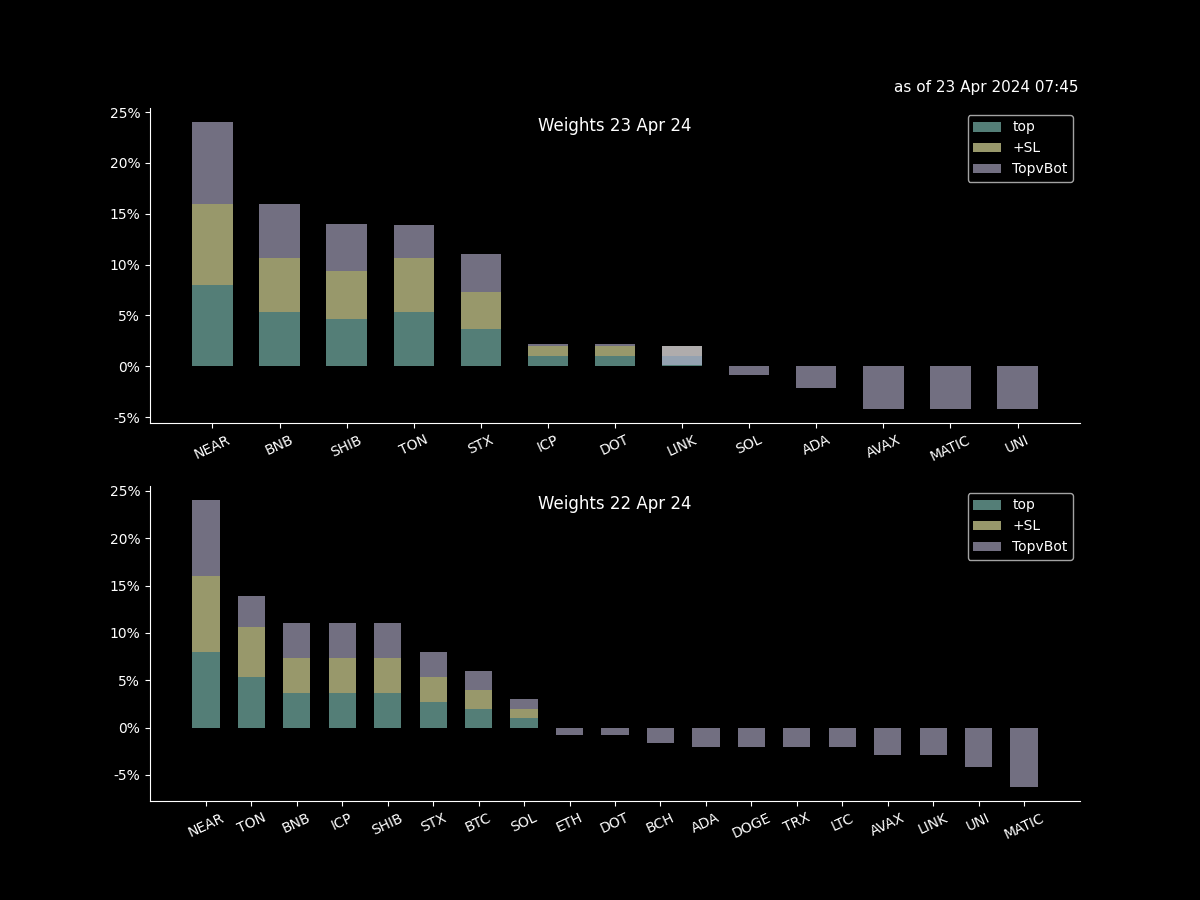 as of 23 Apr 2024 07:45
Weights 23 Apr 24
top
+SL
TopvBot
25%
20%
15%
10%
5%
0%
-5%
NEAR BNB SHIB TON STX ICP DOT LINK SOL ADA AVAX MATIC UNI
Weights 22 Apr 24
top
+SL
TopvBot
25%
20%
15%
10%
5%
0%
-5%
NEAR TON BNB ICP SHIB STX BTC SOL ETH DOT BCH ADA DOGE TRX LTC AVAX LINK UNI MATIC